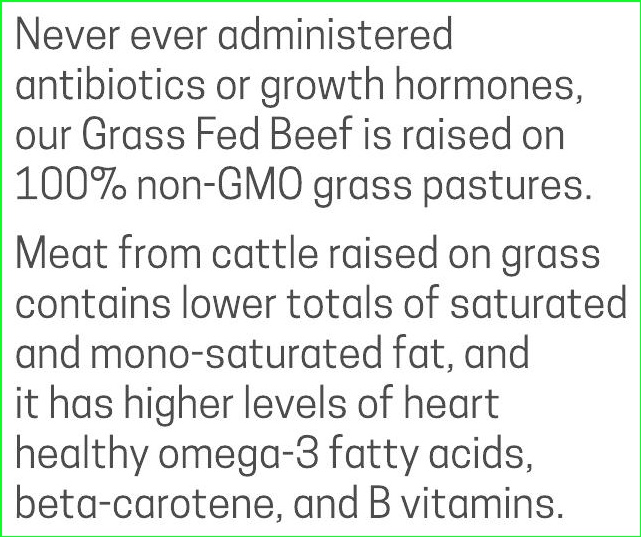 Never ever administered
antibiotics or growth hormones,
our Grass Fed Beef is raised on
100% non-GMO grass pastures.
Meat from cattle raised on grass
contains lower totals of saturated
and mono-saturated fat, and
it has higher levels of heart
healthy omega-3 fatty acids,
beta-carotene, and B vitamins.